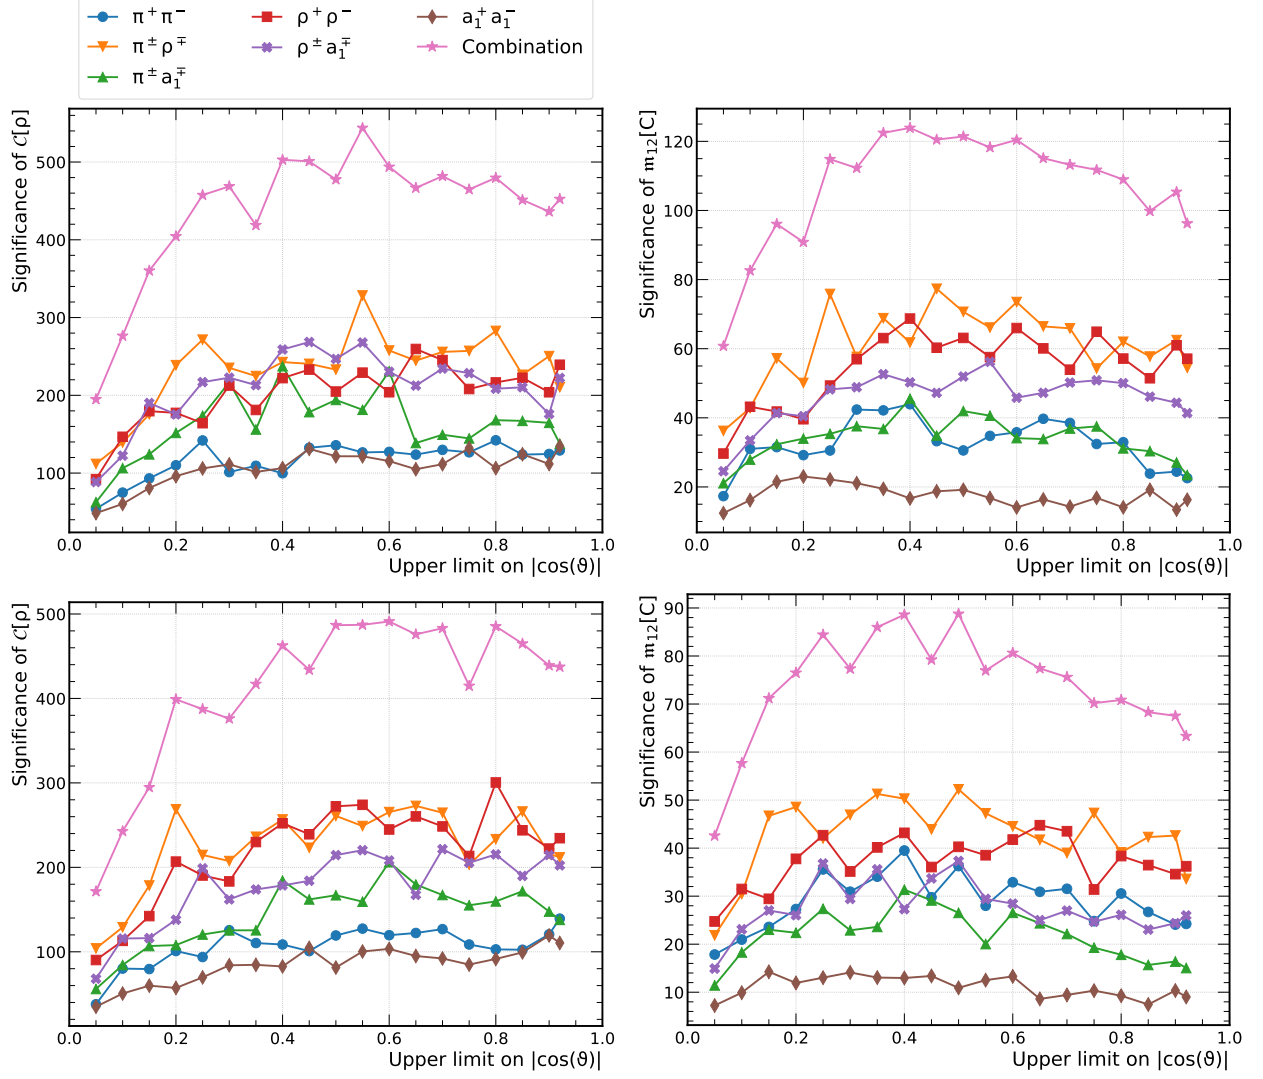 π⁺π⁻
π±ρ∓
π±a₁∓
ρ⁺ρ⁻
ρ±a₁∓
a₁⁺a₁⁻
Combination
Significance of 𝒞[ρ]
500
400
300
200
100
0.0 0.2 0.4 0.6 0.8 1.0
Upper limit on |cos(ϑ)|
Significance of 𝔪₁₂[C]
120
100
80
60
40
20
0.0 0.2 0.4 0.6 0.8 1.0
Upper limit on |cos(ϑ)|
Significance of 𝒞[ρ]
500
400
300
200
100
0.0 0.2 0.4 0.6 0.8 1.0
Upper limit on |cos(ϑ)|
Significance of 𝔪₁₂[C]
90
80
70
60
50
40
30
20
10
0.0 0.2 0.4 0.6 0.8 1.0
Upper limit on |cos(ϑ)|